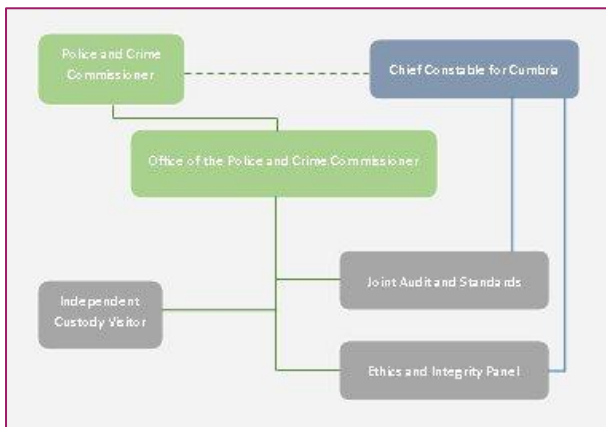 Police and Crime
Commissioner
Chief Constable for Cumbria
Office of the Police and Crime Commissioner
Joint Audit and Standards
Independent
Custody Visitor
Ethics and Integrity Panel